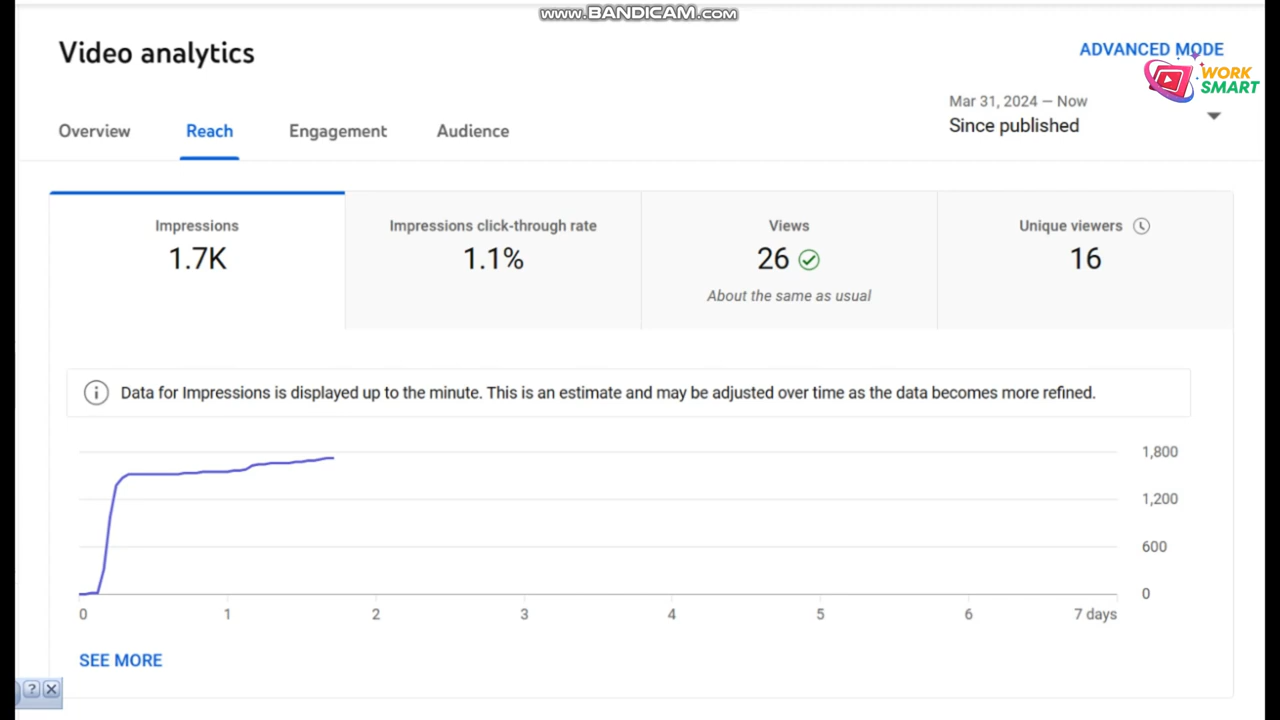 www.BANDICAM.com
Video analytics
ADVANCED MODE
WORK
SMART
Mar 31, 2024 – Now
Since published
Overview
Reach
Engagement
Audience
Impressions
1.7K
Impressions click-through rate
1.1%
Views
26
About the same as usual
Unique viewers
16
Data for Impressions is displayed up to the minute. This is an estimate and may be adjusted over time as the data becomes more refined.
1,800
1,200
600
0
0 1 2 3 4 5 6 7 days
SEE MORE
?